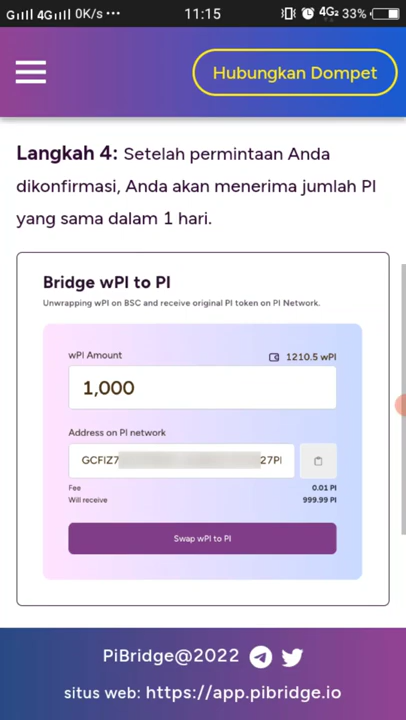 4G 4G 0K/s ••• 11:15 4G2 33%
Hubungkan Dompet
Langkah 4: Setelah permintaan Anda
dikonfirmasi, Anda akan menerima jumlah PI
yang sama dalam 1 hari.
Bridge wPI to PI
Unwrapping wPI on BSC and receive original PI token on PI Network.
wPI Amount 1210.5 wPI
1,000
Address on PI network
GCFIZ7 27PI
Fee 0.01 PI
Will receive 999.99 PI
Swap wPI to PI
PiBridge@2022
situs web: https://app.pibridge.io